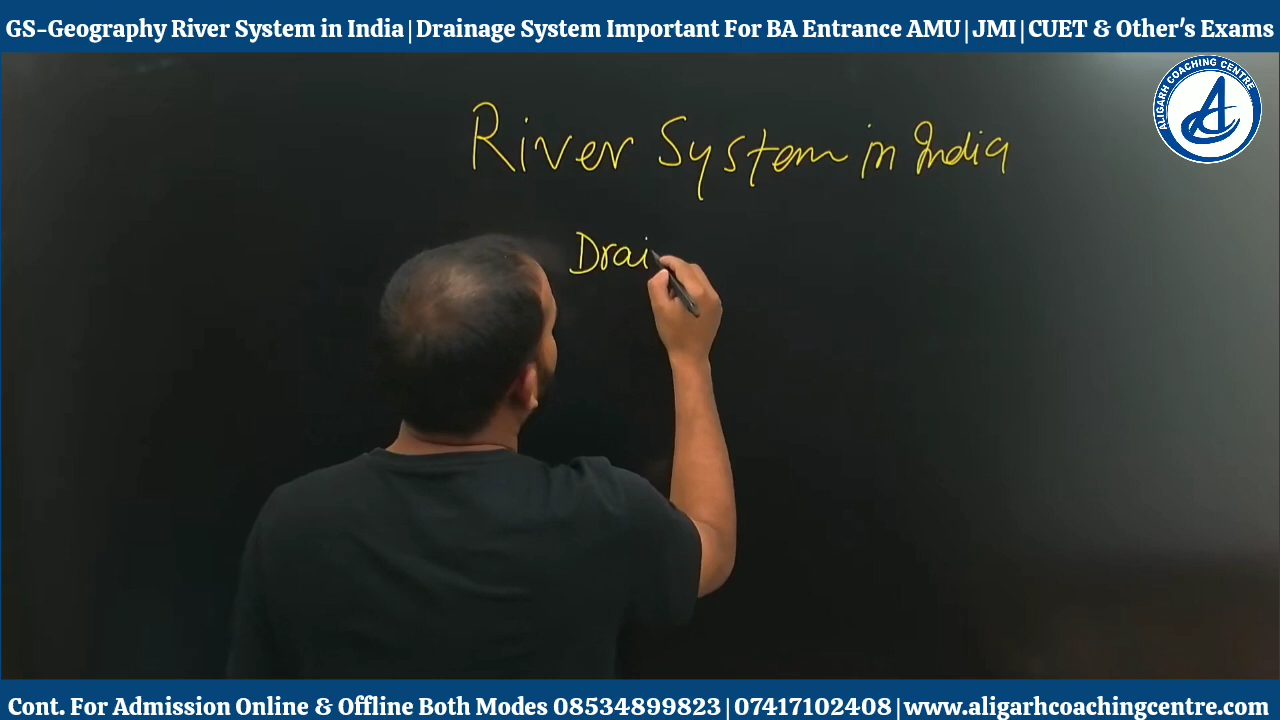 GS-Geography River System in India|Drainage System Important For BA Entrance AMU|JMI|CUET & Other's Exams
ALIGARH COACHING CENTRE
A
River System in India
Drai
Cont. For Admission Online & Offline Both Modes 08534899823|07417102408|www.aligarhcoachingcentre.com